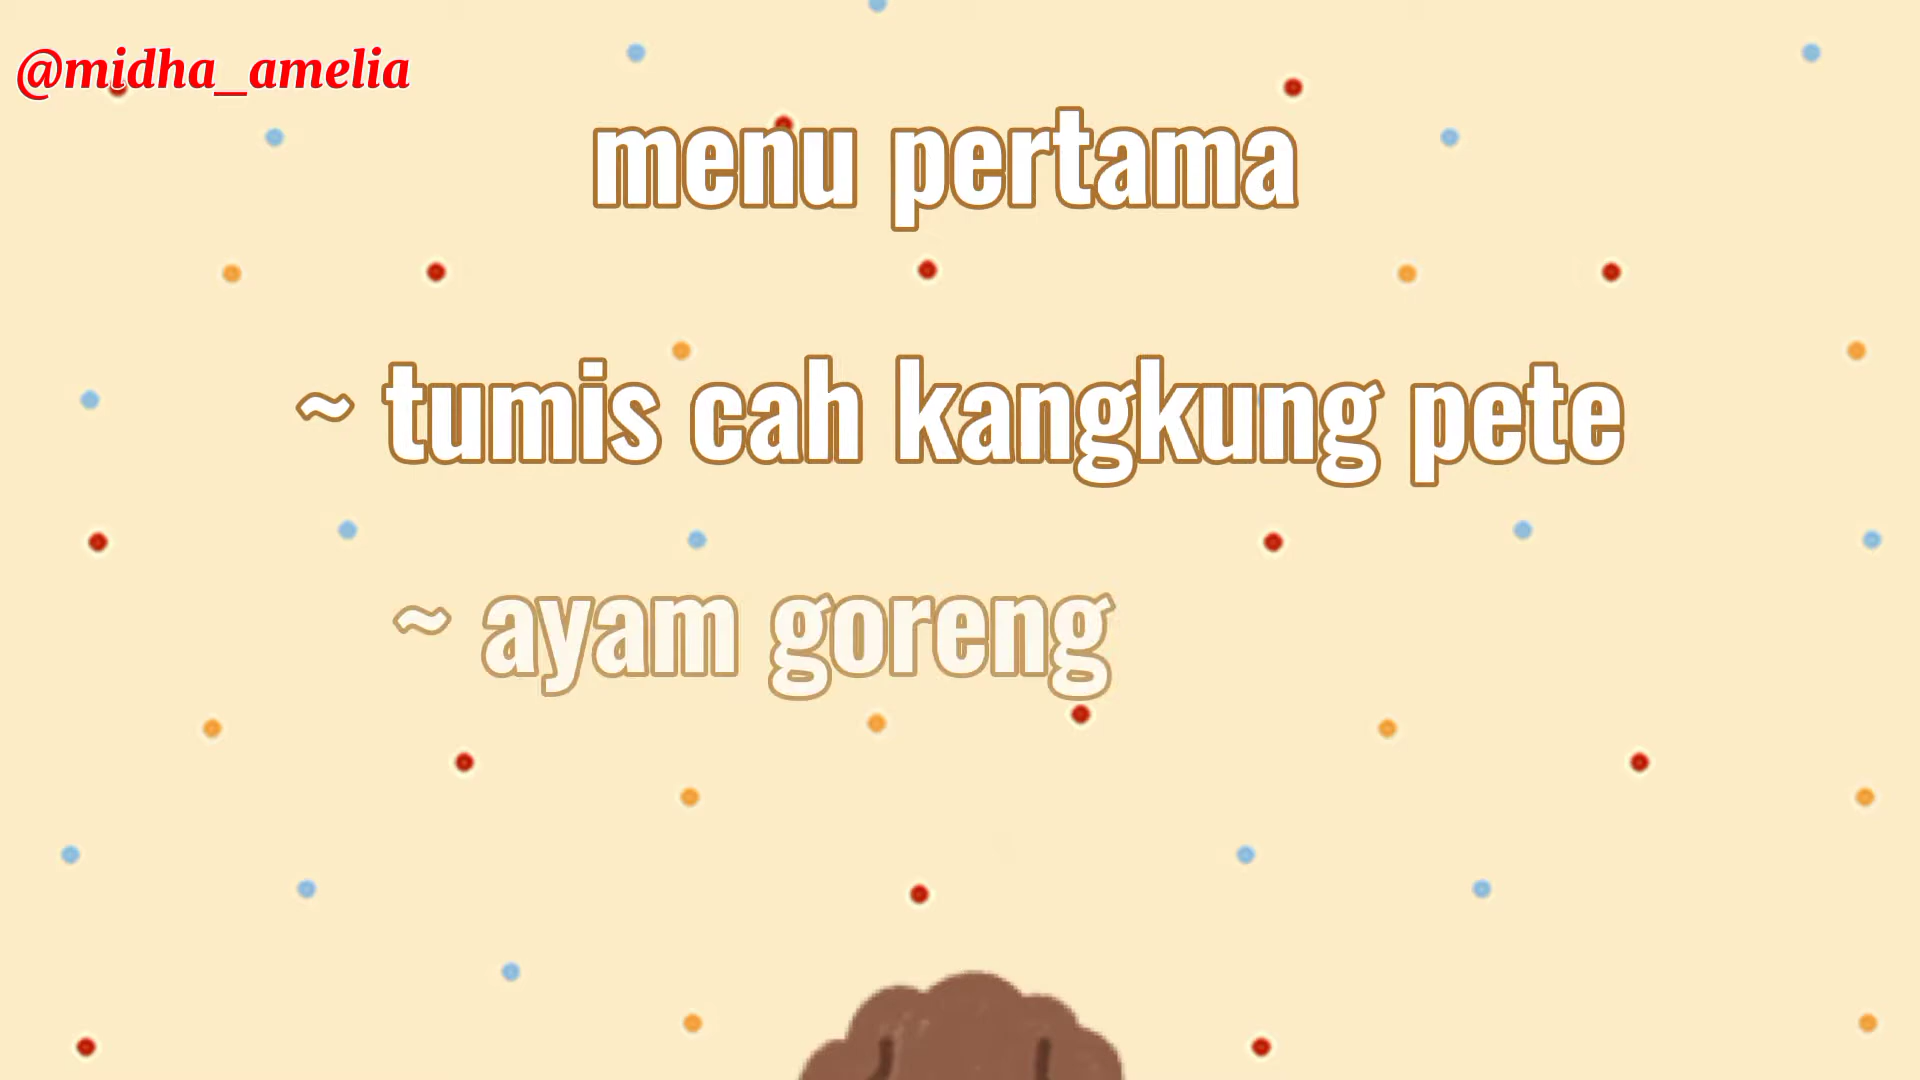 @midha_amelia
menu pertama
~ tumis cah kangkung pete
~ ayam goreng